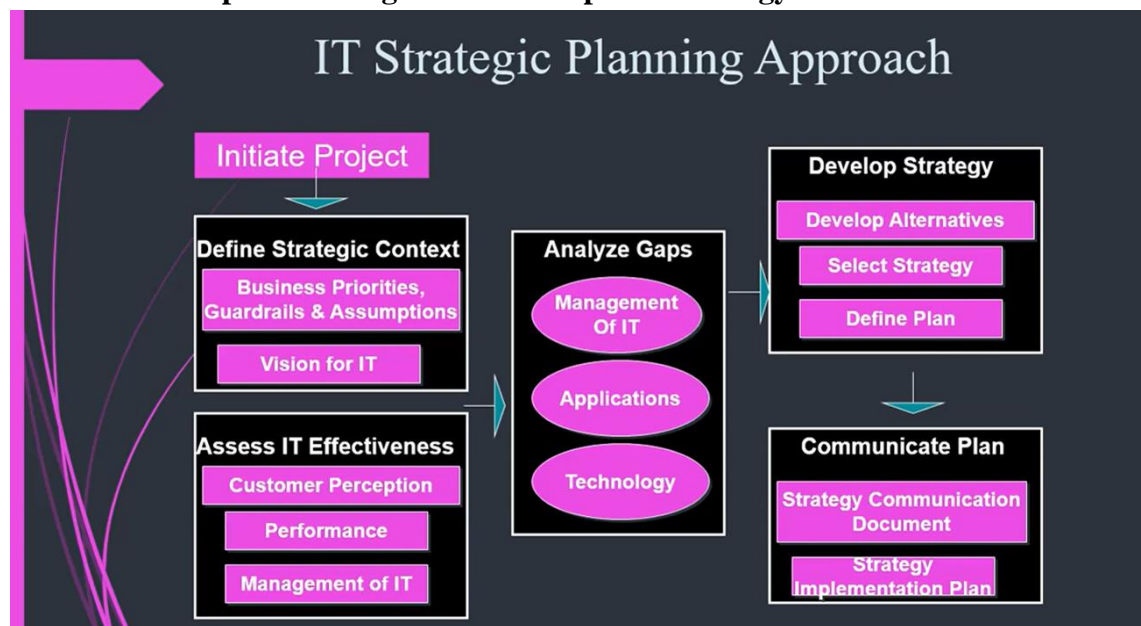 IT Strategic Planning Approach
Initiate Project
Define Strategic Context
Business Priorities,
Guardrails & Assumptions
Vision for IT
Assess IT Effectiveness
Customer Perception
Performance
Management of IT
Analyze Gaps
Management
Of IT
Applications
Technology
Develop Strategy
Develop Alternatives
Select Strategy
Define Plan
Communicate Plan
Strategy Communication
Document
Strategy
Implementation Plan